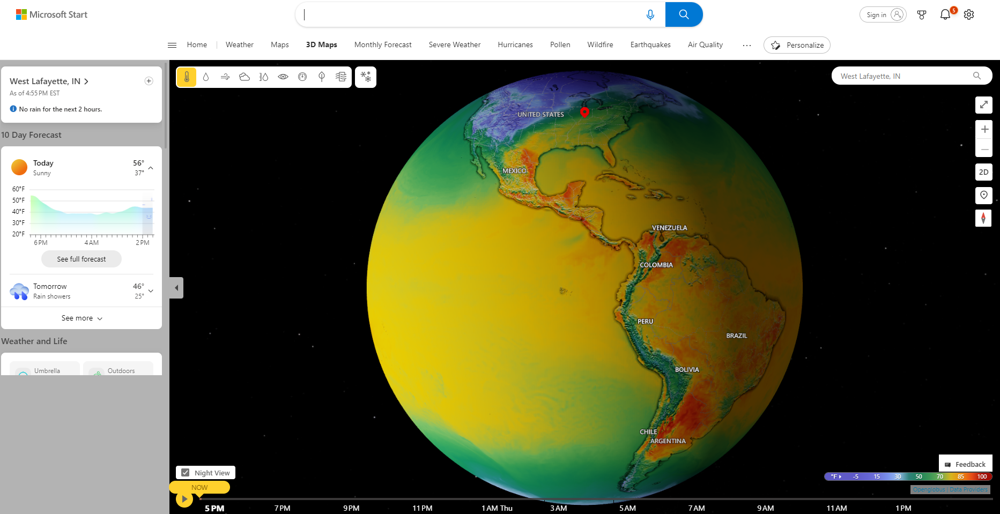 Microsoft Start
Sign in
5
Home
Weather
Maps
3D Maps
Monthly Forecast
Severe Weather
Hurricanes
Pollen
Wildfire
Earthquakes
Air Quality
...
Personalize
West Lafayette, IN
As of 4:55 PM EST
No rain for the next 2 hours.
10 Day Forecast
Today
56°
Sunny
37°
60°F
50°F
40°F
30°F
20°F
6 PM
4 AM
2 PM
See full forecast
Tomorrow
46°
Rain showers
25°
See more
Weather and Life
Umbrella
Outdoors
West Lafayette, IN
2D
UNITED STATES
MEXICO
VENEZUELA
COLOMBIA
PERU
BRAZIL
BOLIVIA
CHILE
ARGENTINA
Night View
NOW
Feedback
°F
-5
15
30
50
70
85
100
Openglobus | Data Providers
5 PM
7 PM
9 PM
11 PM
1 AM Thu
3 AM
5 AM
7 AM
9 AM
11 AM
1 PM